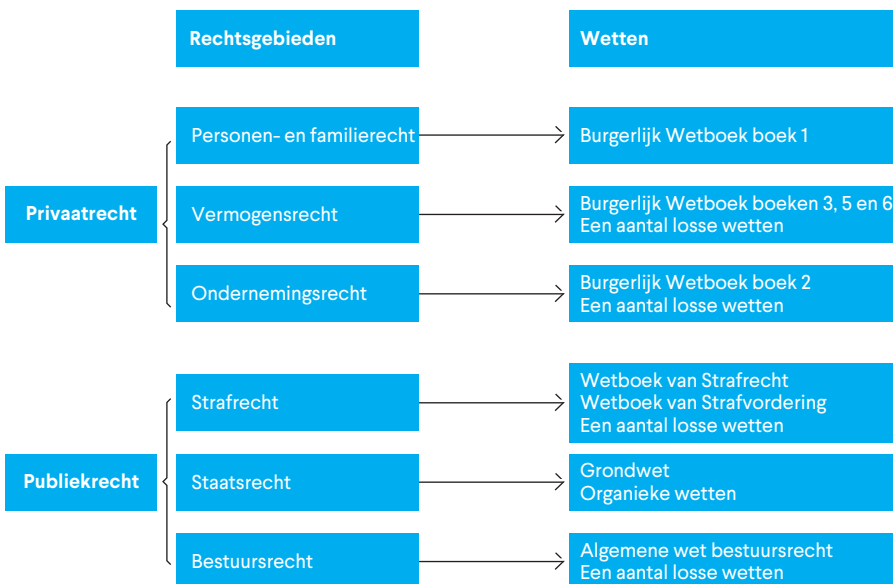 Rechtsgebieden
Wetten
Privaatrecht
Personen- en familierecht
Burgerlijk Wetboek boek 1
Vermogensrecht
Burgerlijk Wetboek boeken 3, 5 en 6
Een aantal losse wetten
Ondernemingsrecht
Burgerlijk Wetboek boek 2
Een aantal losse wetten
Publiekrecht
Strafrecht
Wetboek van Strafrecht
Wetboek van Strafvordering
Een aantal losse wetten
Staatsrecht
Grondwet
Organieke wetten
Bestuursrecht
Algemene wet bestuursrecht
Een aantal losse wetten